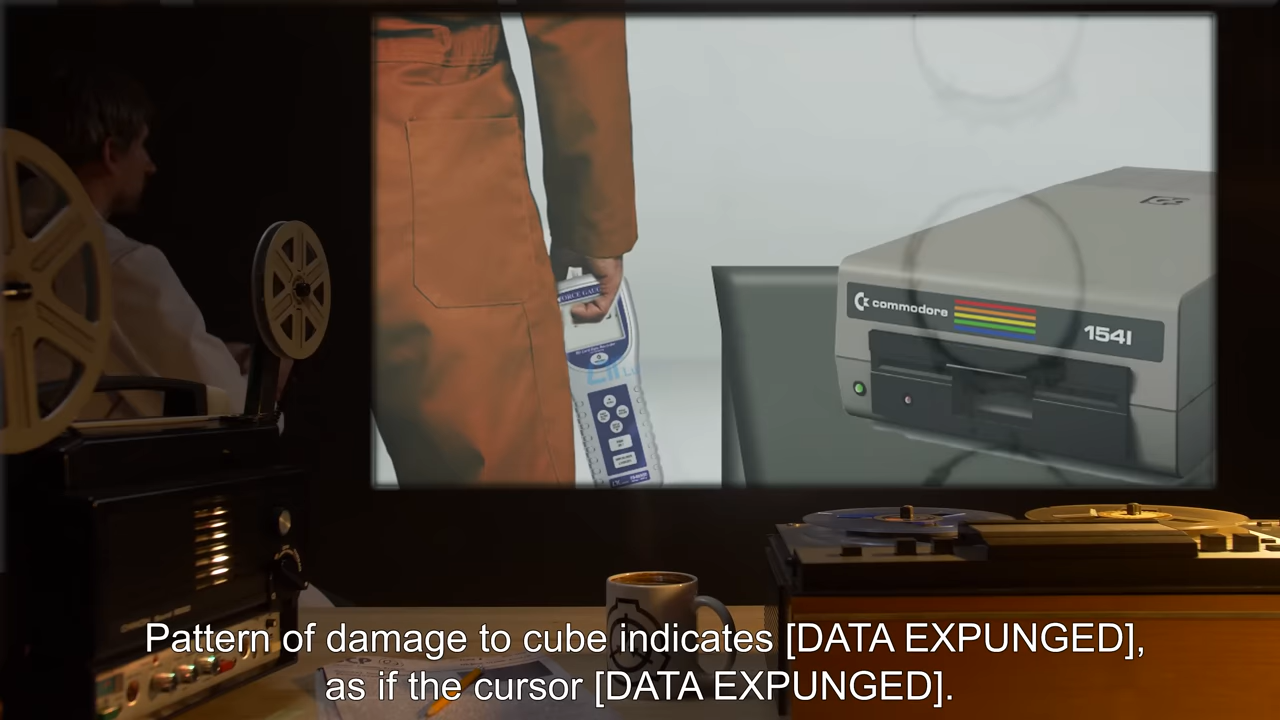 commodore
1541
FORCE GAUGE
Pattern of damage to cube indicates [DATA EXPUNGED],
as if the cursor [DATA EXPUNGED].